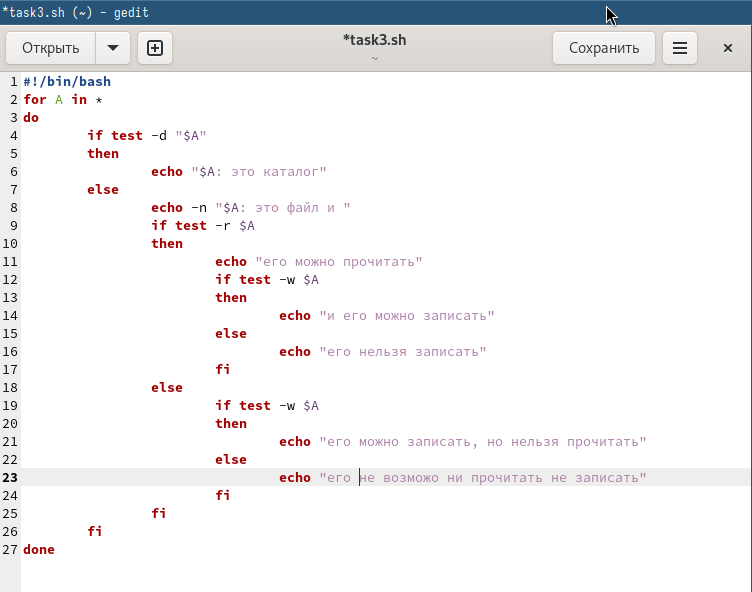 *task3.sh (~) - gedit
Открыть
*task3.sh
~
Сохранить
1 #!/bin/bash
2 for A in *
3 do
4 if test -d "$A"
5 then
6 echo "$A: это каталог"
7 else
8 echo -n "$A: это файл и "
9 if test -r $A
10 then
11 echo "его можно прочитать"
12 if test -w $A
13 then
14 echo "и его можно записать"
15 else
16 echo "его нельзя записать"
17 fi
18 else
19 if test -w $A
20 then
21 echo "его можно записать, но нельзя прочитать"
22 else
23 echo "его не возможо ни прочитать не записать"
24 fi
25 fi
26 fi
27 done